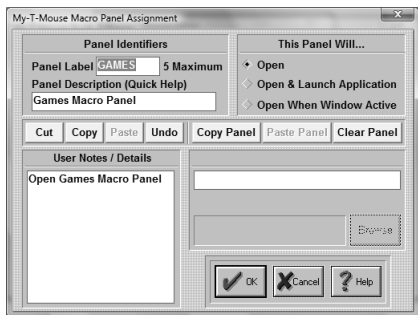 My-T-Mouse Macro Panel Assignment
Panel Identifiers
Panel Label GAMES 5 Maximum
Panel Description (Quick Help)
Games Macro Panel
This Panel Will...
Open
Open & Launch Application
Open When Window Active
Cut Copy Paste Undo Copy Panel Paste Panel Clear Panel
User Notes / Details
Open Games Macro Panel
Browse
OK Cancel Help